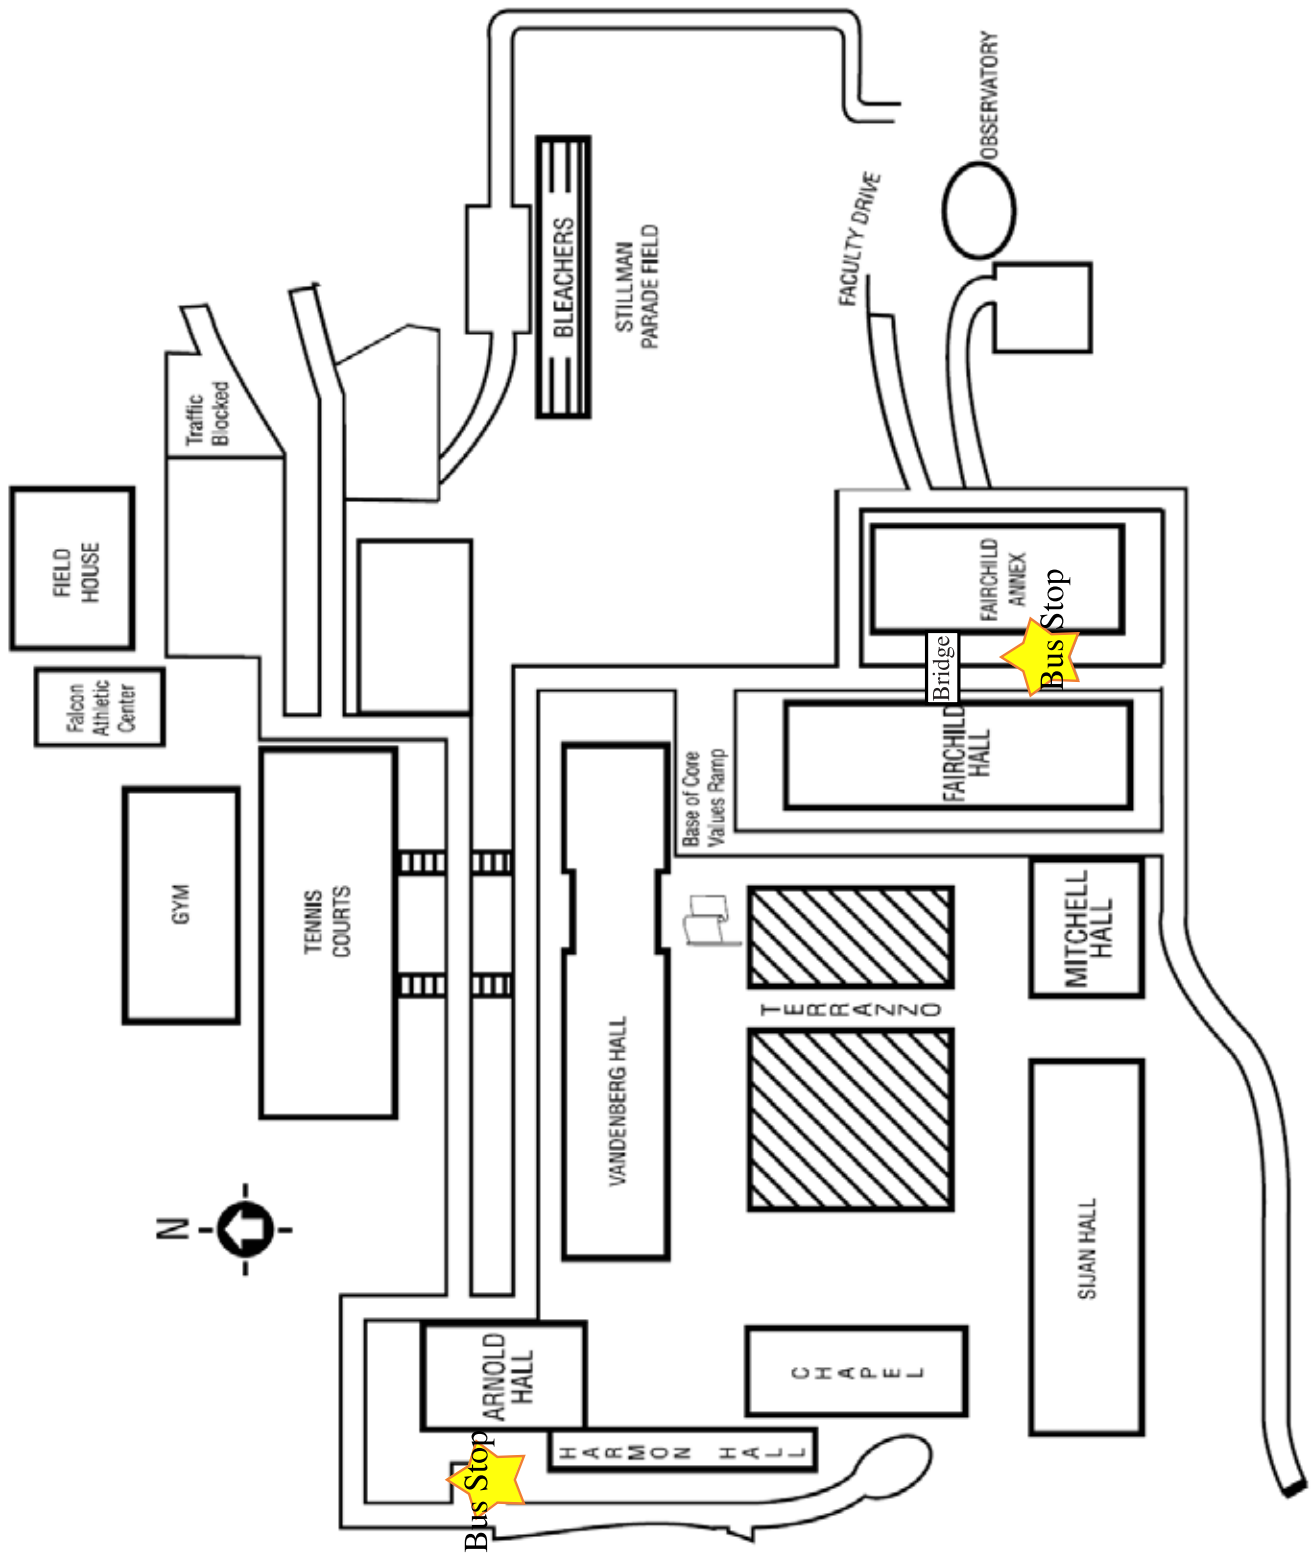 OBSERVATORY
FACULTY DRIVE
BLEACHERS
STILLMAN
PARADE FIELD
Traffic
Blocked
FIELD
HOUSE
Falcon
Athletic
Center
FAIRCHILD
ANNEX
Bus Stop
Bridge
FAIRCHILD
HALL
Base of Core
Values Ramp
GYM
TENNIS
COURTS
MITCHELL
HALL
TERRAZZO
VANDENBERG HALL
N
SIJAN HALL
ARNOLD
HALL
CHAPEL
HARMON HALL
Bus Stop